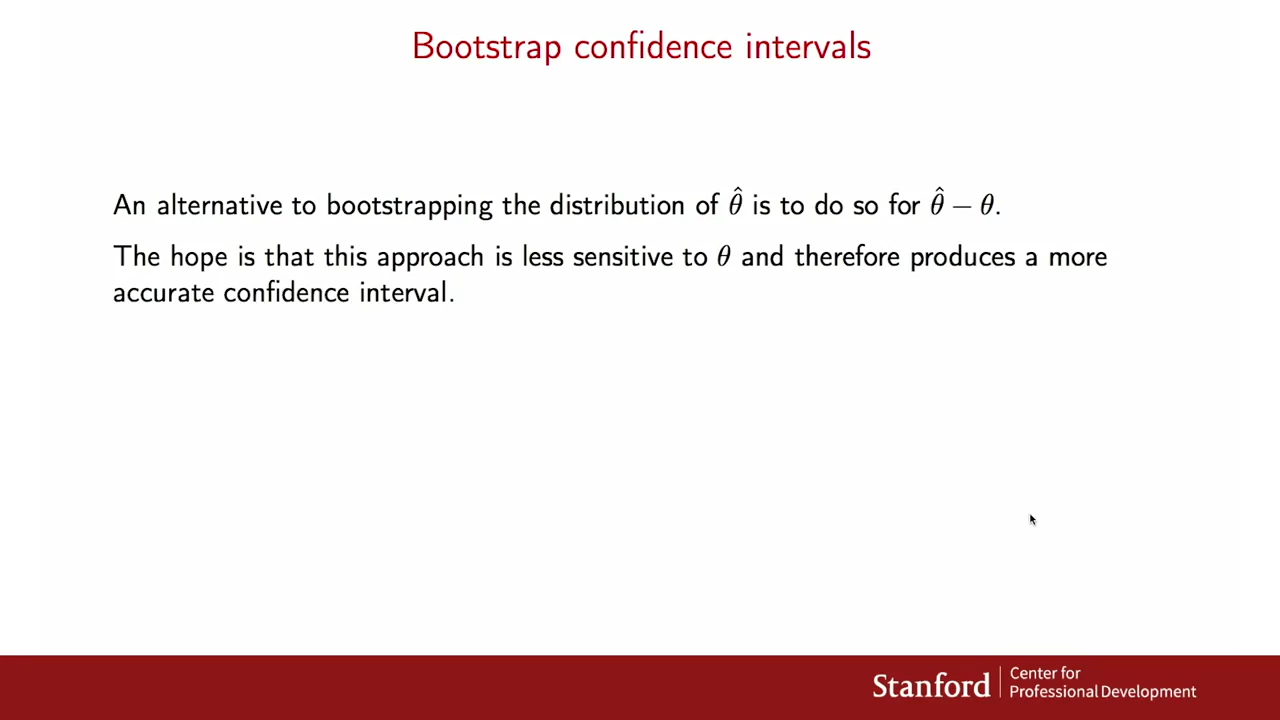 Bootstrap confidence intervals
An alternative to bootstrapping the distribution of θ̂ is to do so for θ̂ − θ.
The hope is that this approach is less sensitive to θ and therefore produces a more
accurate confidence interval.
Stanford
Center for
Professional Development